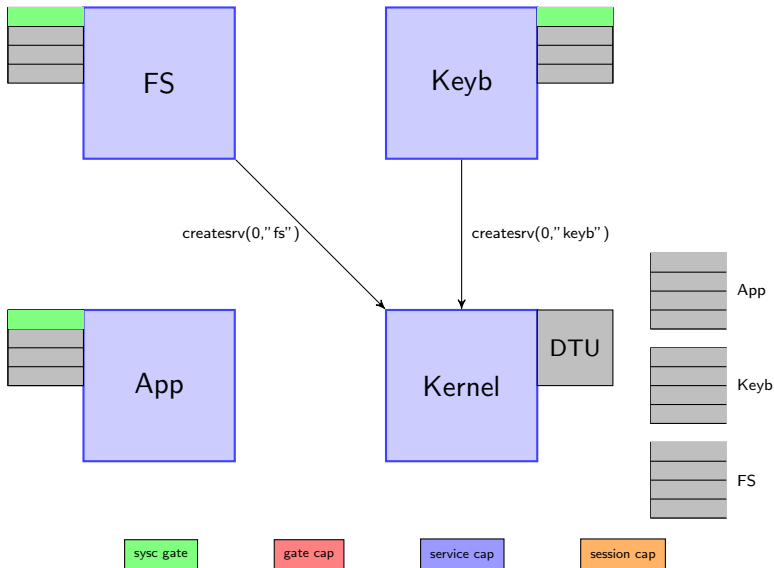 FS
Keyb
createsrv(0,"fs")
createsrv(0,"keyb")
App
App
Kernel
DTU
Keyb
FS
sysc gate
gate cap
service cap
session cap